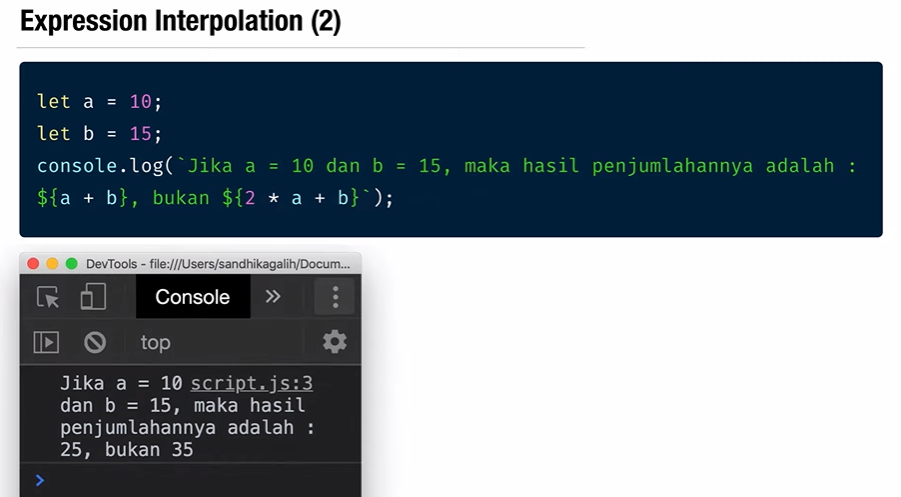 Expression Interpolation (2)
let a = 10;
let b = 15;
console.log(`Jika a = 10 dan b = 15, maka hasil penjumlahannya adalah :
${a + b}, bukan ${2 * a + b}`);
DevTools - file:///Users/sandhikagalih/Docum...
Console
top
Jika a = 10 script.js:3
dan b = 15, maka hasil
penjumlahannya adalah :
25, bukan 35